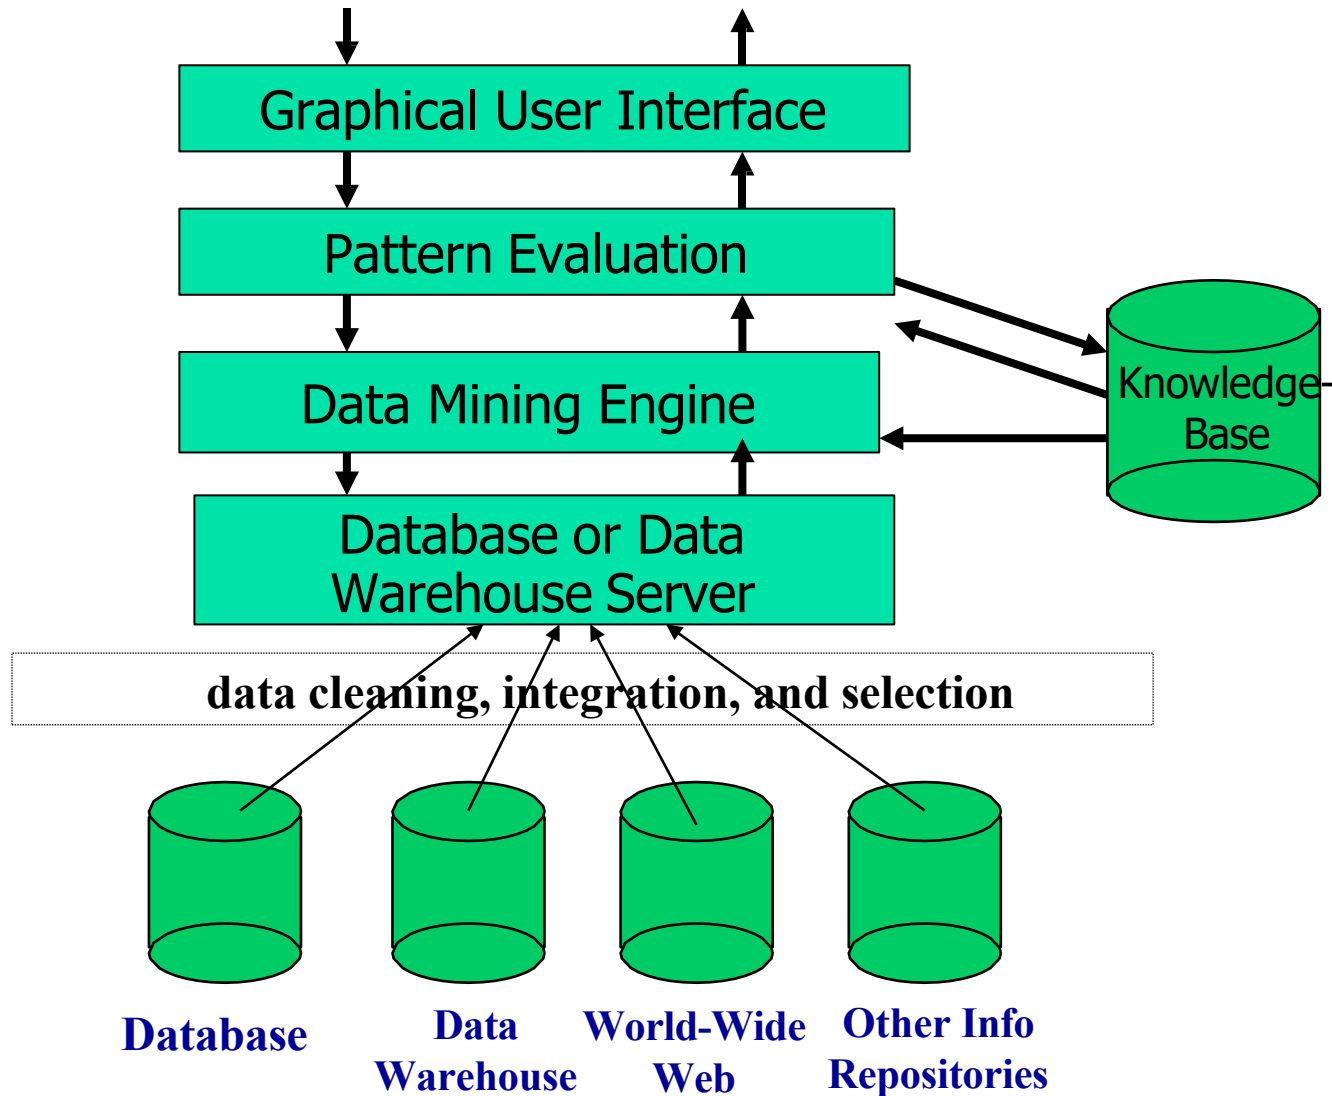 Graphical User Interface
Pattern Evaluation
Data Mining Engine
Knowledge-
Base
Database or Data
Warehouse Server
data cleaning, integration, and selection
Database
Data
Warehouse
World-Wide
Web
Other Info
Repositories